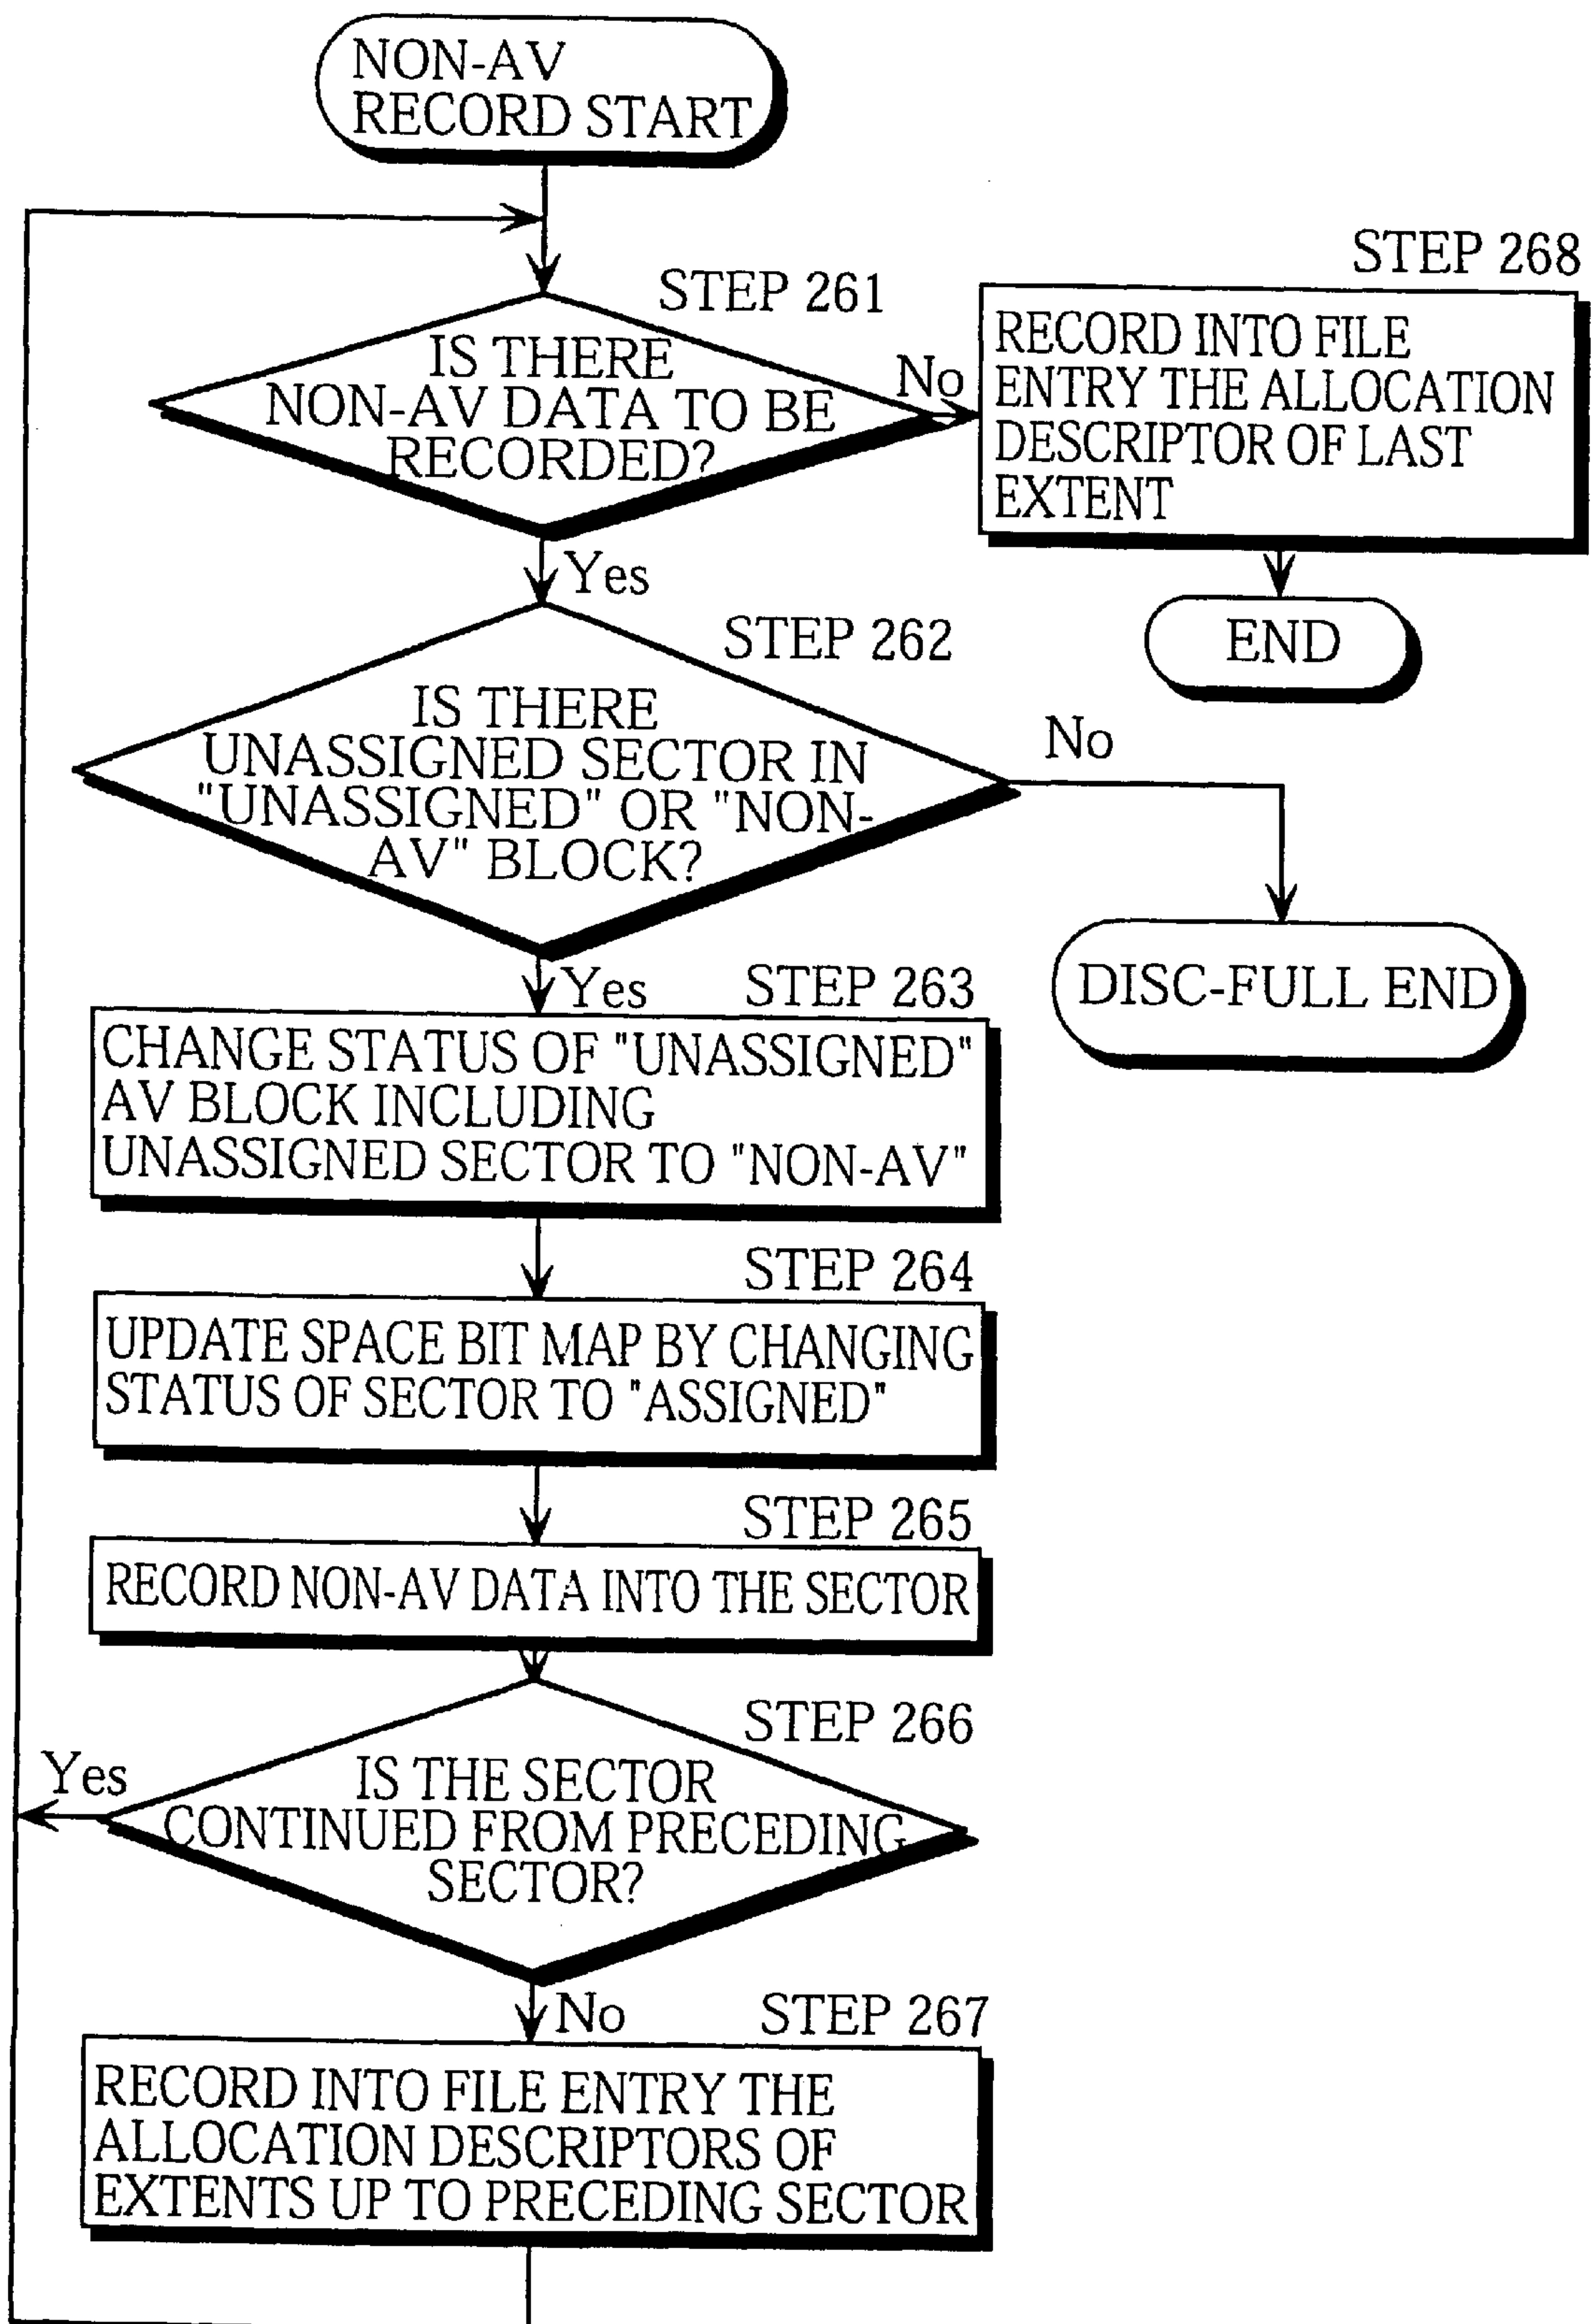 NON-AV
RECORD START
STEP 261
IS THERE
NON-AV DATA TO BE
RECORDED?
No
STEP 268
RECORD INTO FILE
ENTRY THE ALLOCATION
DESCRIPTOR OF LAST
EXTENT
END
Yes
STEP 262
IS THERE
UNASSIGNED SECTOR IN
"UNASSIGNED" OR "NON-
AV" BLOCK?
No
DISC-FULL END
Yes
STEP 263
CHANGE STATUS OF "UNASSIGNED"
AV BLOCK INCLUDING
UNASSIGNED SECTOR TO "NON-AV"
STEP 264
UPDATE SPACE BIT MAP BY CHANGING
STATUS OF SECTOR TO "ASSIGNED"
STEP 265
RECORD NON-AV DATA INTO THE SECTOR
STEP 266
Yes
IS THE SECTOR
CONTINUED FROM PRECEDING
SECTOR?
No
STEP 267
RECORD INTO FILE ENTRY THE
ALLOCATION DESCRIPTORS OF
EXTENTS UP TO PRECEDING SECTOR